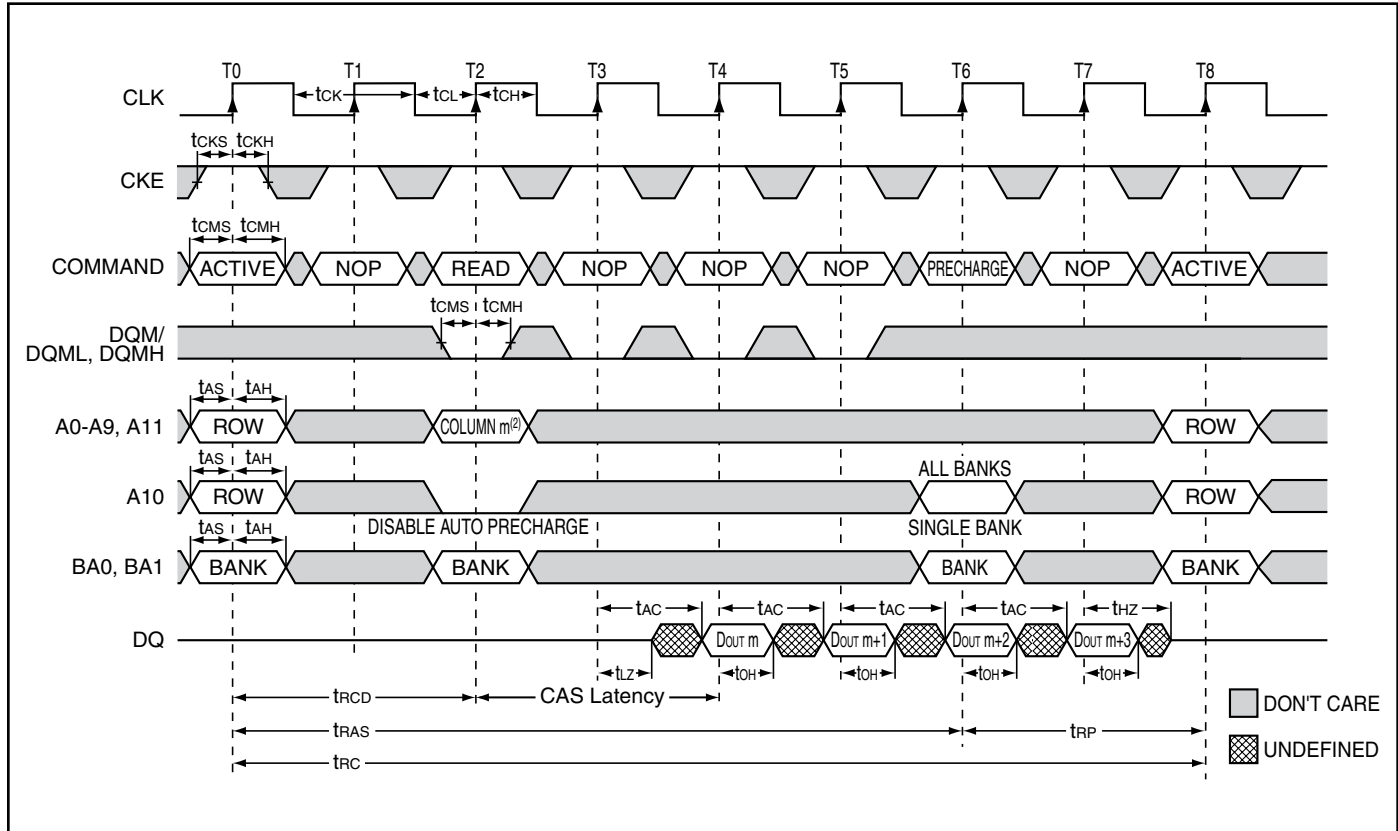 T0 T1 T2 T3 T4 T5 T6 T7 T8
CLK tCK tCL tCH
tCKS tCKH
CKE
tCMS tCMH
COMMAND ACTIVE NOP READ NOP NOP NOP PRECHARGE NOP ACTIVE
tCMS tCMH
DQM/
DQML, DQMH
tAS tAH
A0-A9, A11 ROW COLUMN m(2) ROW
tAS tAH ALL BANKS
A10 ROW ROW
tAS tAH DISABLE AUTO PRECHARGE SINGLE BANK
BA0, BA1 BANK BANK BANK BANK
tAC tAC tAC tAC tHZ
DQ DOUT m DOUT m+1 DOUT m+2 DOUT m+3
tLZ tOH tOH tOH tOH
tRCD CAS Latency
DON'T CARE
tRAS tRP
UNDEFINED
tRC